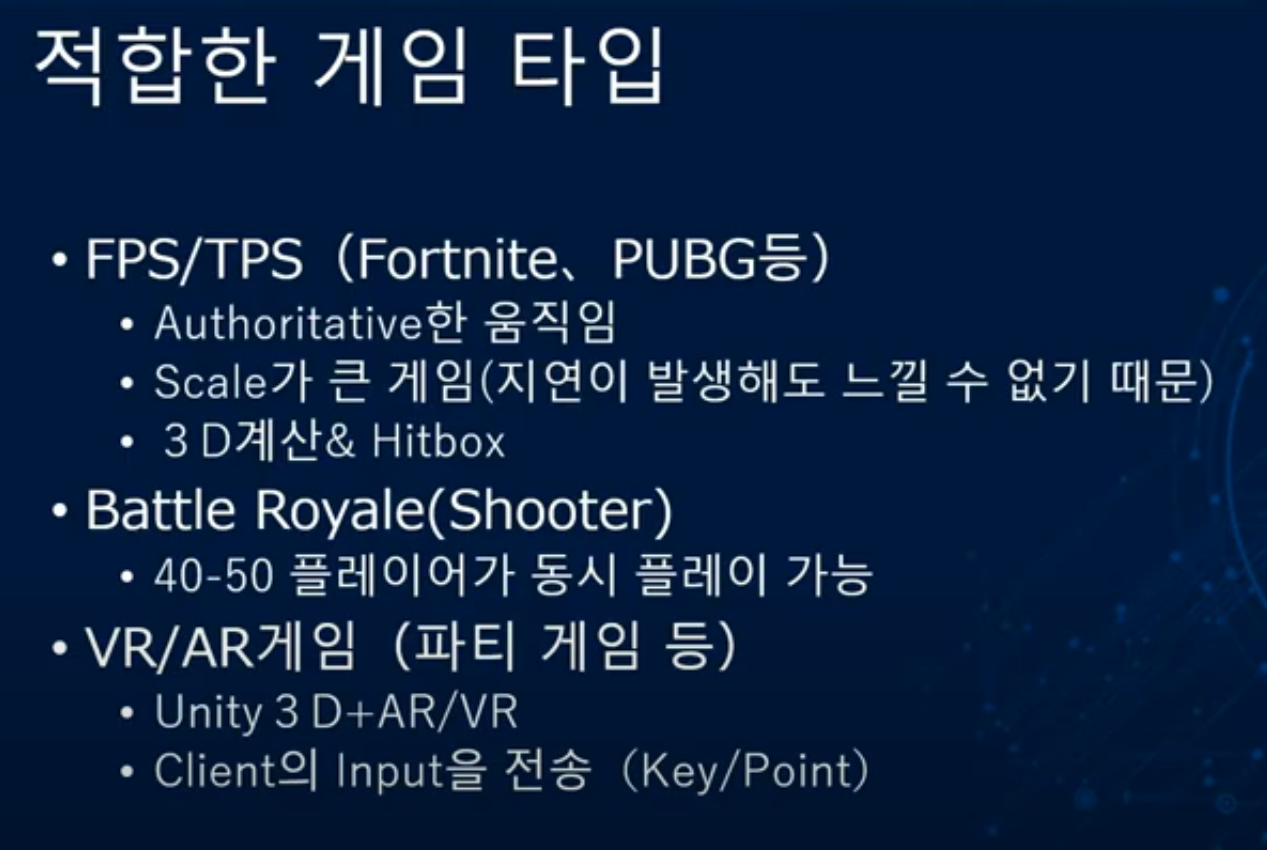 적합한 게임 타입
• FPS/TPS（Fortnite、PUBG등）
• Authoritative한 움직임
• Scale가 큰 게임(지연이 발생해도 느낄 수 없기 때문)
• 3 D계산& Hitbox
• Battle Royale(Shooter)
• 40-50 플레이어가 동시 플레이 가능
• VR/AR게임（파티 게임 등）
• Unity 3 D+AR/VR
• Client의 Input을 전송（Key/Point）